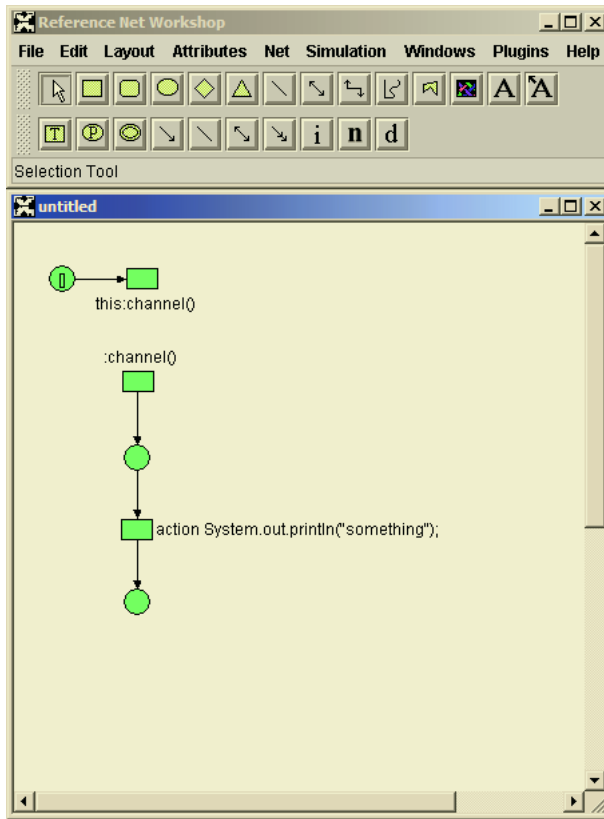 Reference Net Workshop
File Edit Layout Attributes Net Simulation Windows Plugins Help
A A
T P i n d
Selection Tool
untitled
[]
this:channel()
:channel()
action System.out.println("something");